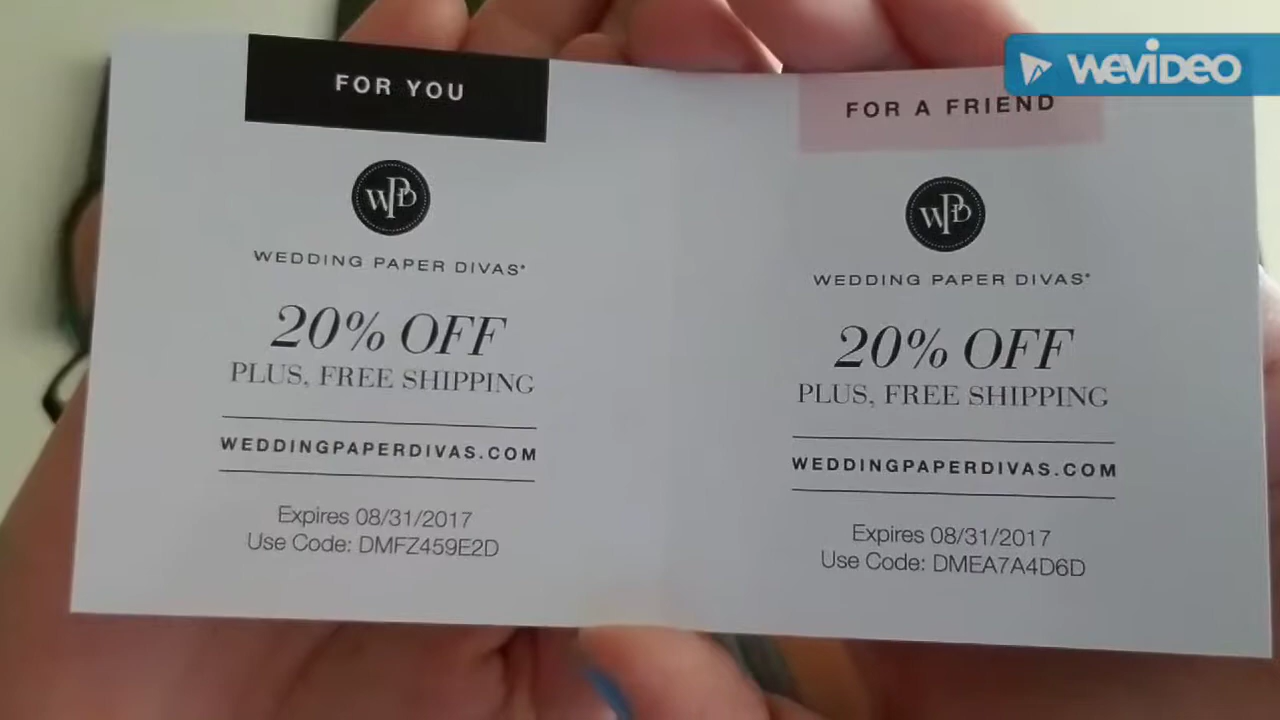 FOR YOU
WPD
WEDDING PAPER DIVAS®
20% OFF
PLUS, FREE SHIPPING
WEDDINGPAPERDIVAS.COM
Expires 08/31/2017
Use Code: DMFZ459E2D
WEVIDEO
FOR A FRIEND
WPD
WEDDING PAPER DIVAS®
20% OFF
PLUS, FREE SHIPPING
WEDDINGPAPERDIVAS.COM
Expires 08/31/2017
Use Code: DMEA7A4D6D